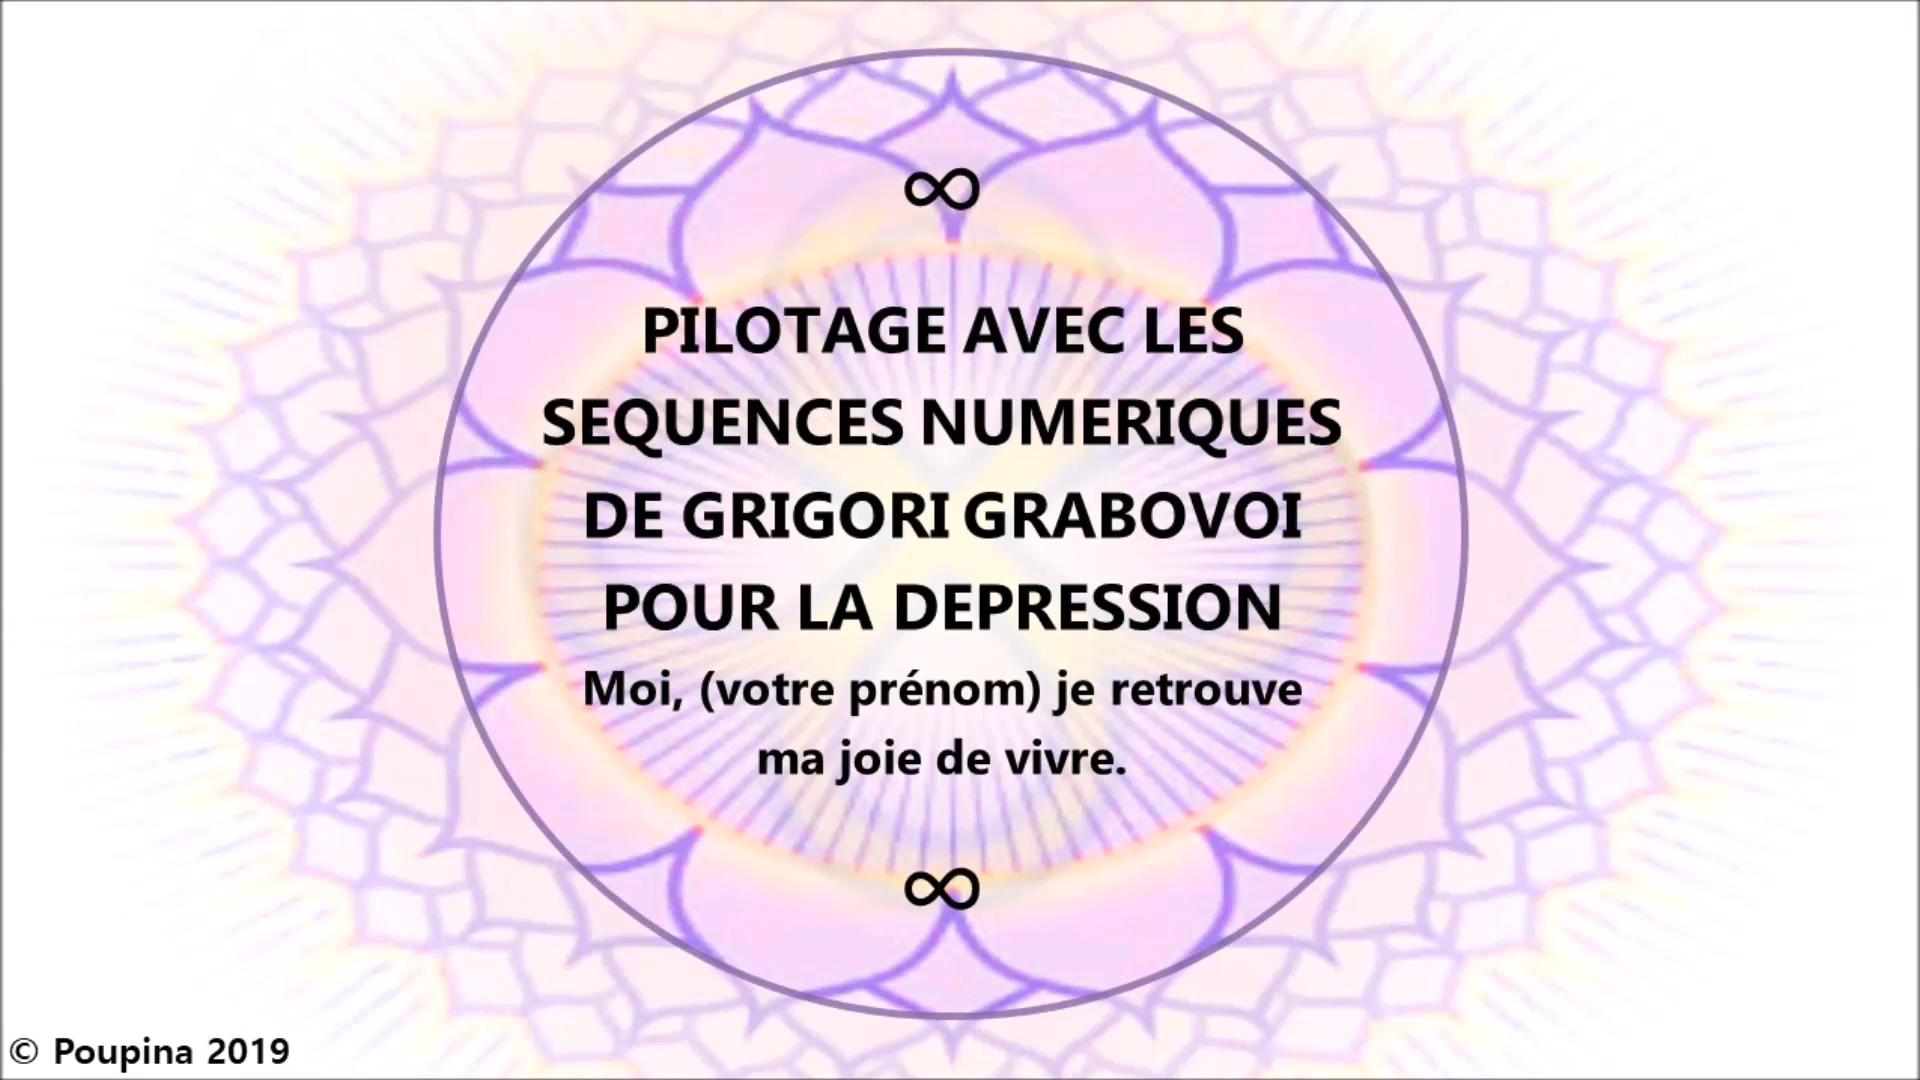 ∞
PILOTAGE AVEC LES
SEQUENCES NUMERIQUES
DE GRIGORI GRABOVOI
POUR LA DEPRESSION
Moi, (votre prénom) je retrouve
ma joie de vivre.
∞
© Poupina 2019